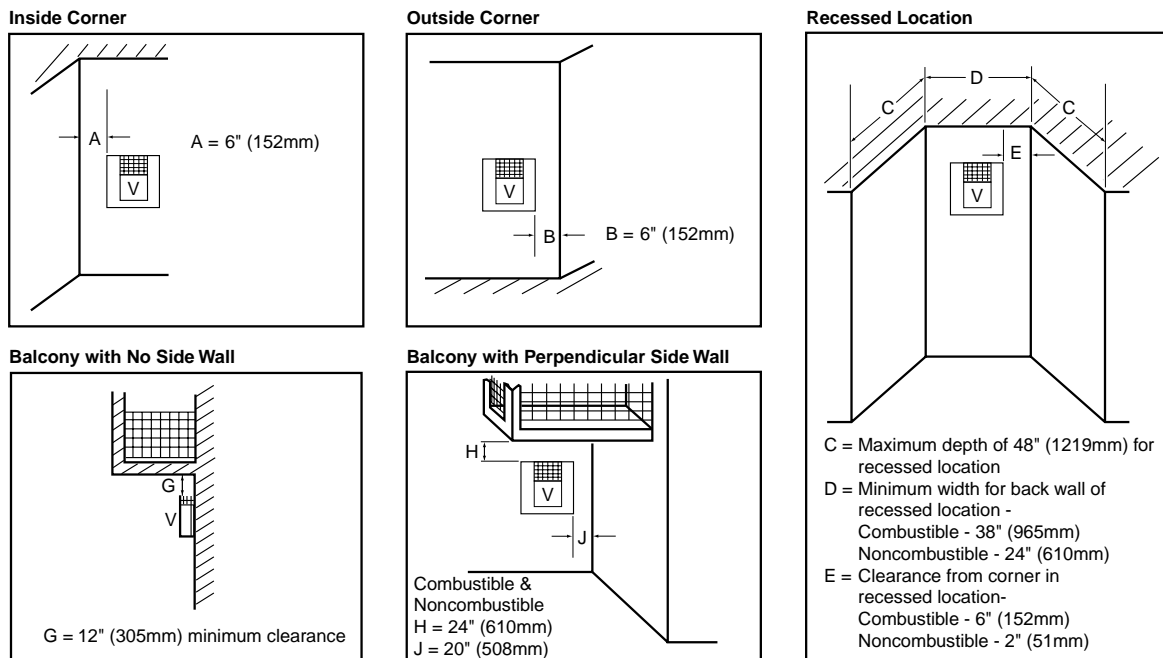 Inside Corner
A
A = 6" (152mm)
V
Outside Corner
V
B
B = 6" (152mm)
Recessed Location
D
C
C
E
V
C = Maximum depth of 48" (1219mm) for
recessed location
D = Minimum width for back wall of
recessed location -
Combustible - 38" (965mm)
Noncombustible - 24" (610mm)
E = Clearance from corner in
recessed location-
Combustible - 6" (152mm)
Noncombustible - 2" (51mm)
Balcony with No Side Wall
G
V
G = 12" (305mm) minimum clearance
Balcony with Perpendicular Side Wall
H
V
J
Combustible &
Noncombustible
H = 24" (610mm)
J = 20" (508mm)